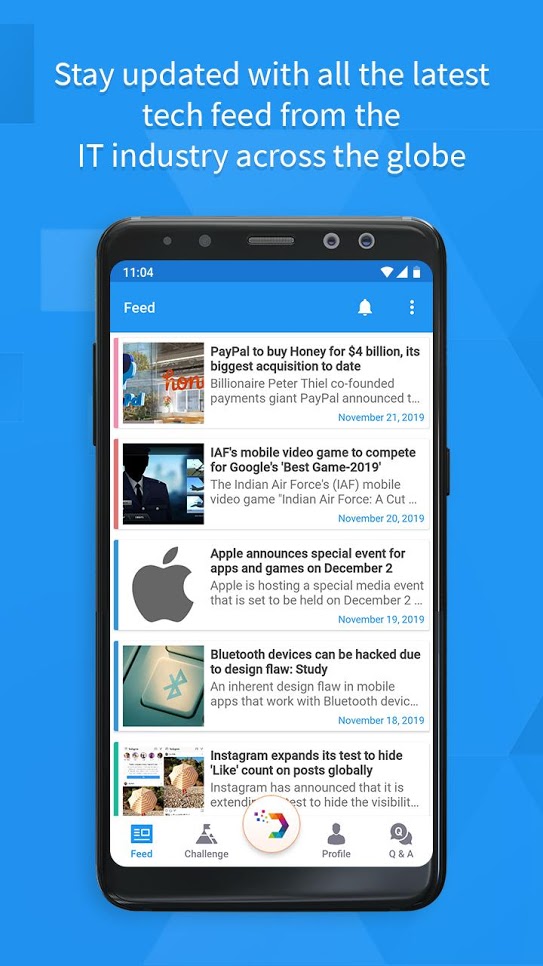 Stay updated with all the latest
tech feed from the
IT industry across the globe
11:04
Feed
PayPal to buy Honey for $4 billion, its
biggest acquisition to date
Billionaire Peter Thiel co-founded
payments giant PayPal announced t...
November 21, 2019
IAF's mobile video game to compete
for Google's 'Best Game-2019'
The Indian Air Force's (IAF) mobile
video game "Indian Air Force: A Cut ...
November 20, 2019
Apple announces special event for
apps and games on December 2
Apple is hosting a special media event
that is set to be held on December 2 ...
November 19, 2019
Bluetooth devices can be hacked due
to design flaw: Study
An inherent design flaw in mobile
apps that work with Bluetooth devic...
November 18, 2019
Instagram expands its test to hide
'Like' count on posts globally
Instagram has announced that it is
extending test to hide the visibilit...
Feed
Challenge
Profile
Q
Q & A